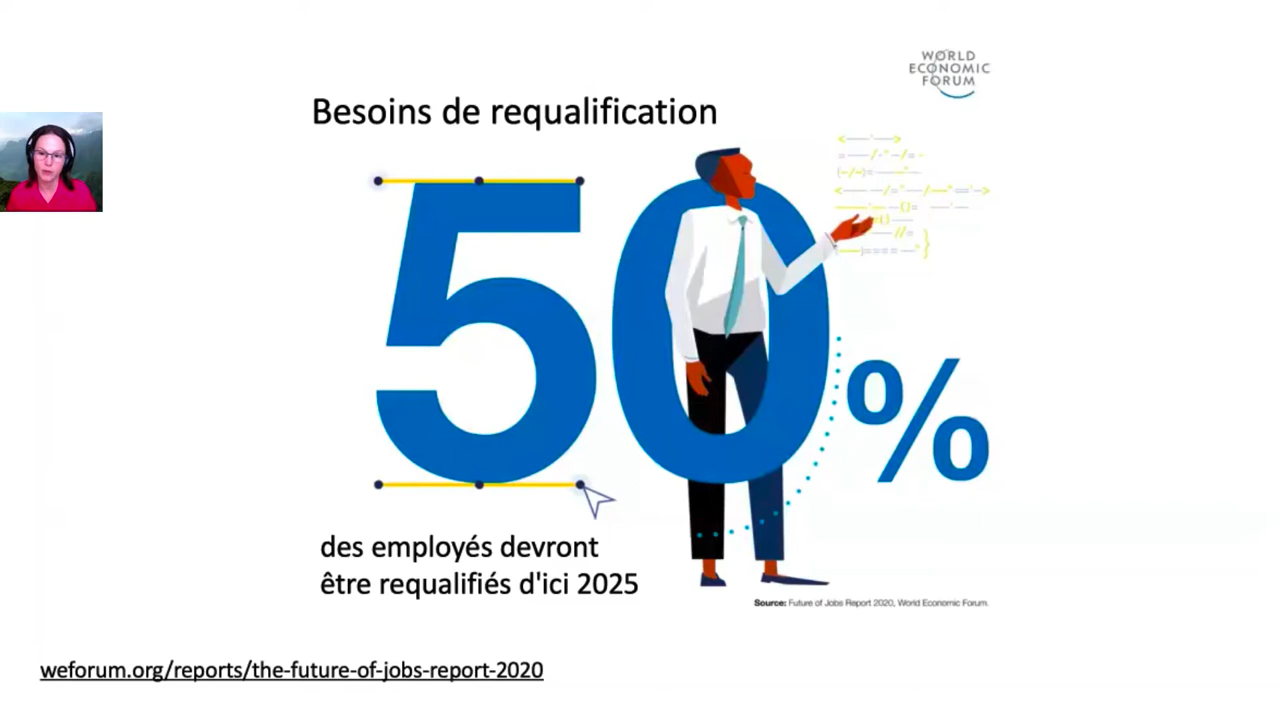 WORLD
ECONOMIC
FORUM
Besoins de requalification
50%
des employés devront
être requalifiés d'ici 2025
Source: Future of Jobs Report 2020, World Economic Forum.
weforum.org/reports/the-future-of-jobs-report-2020